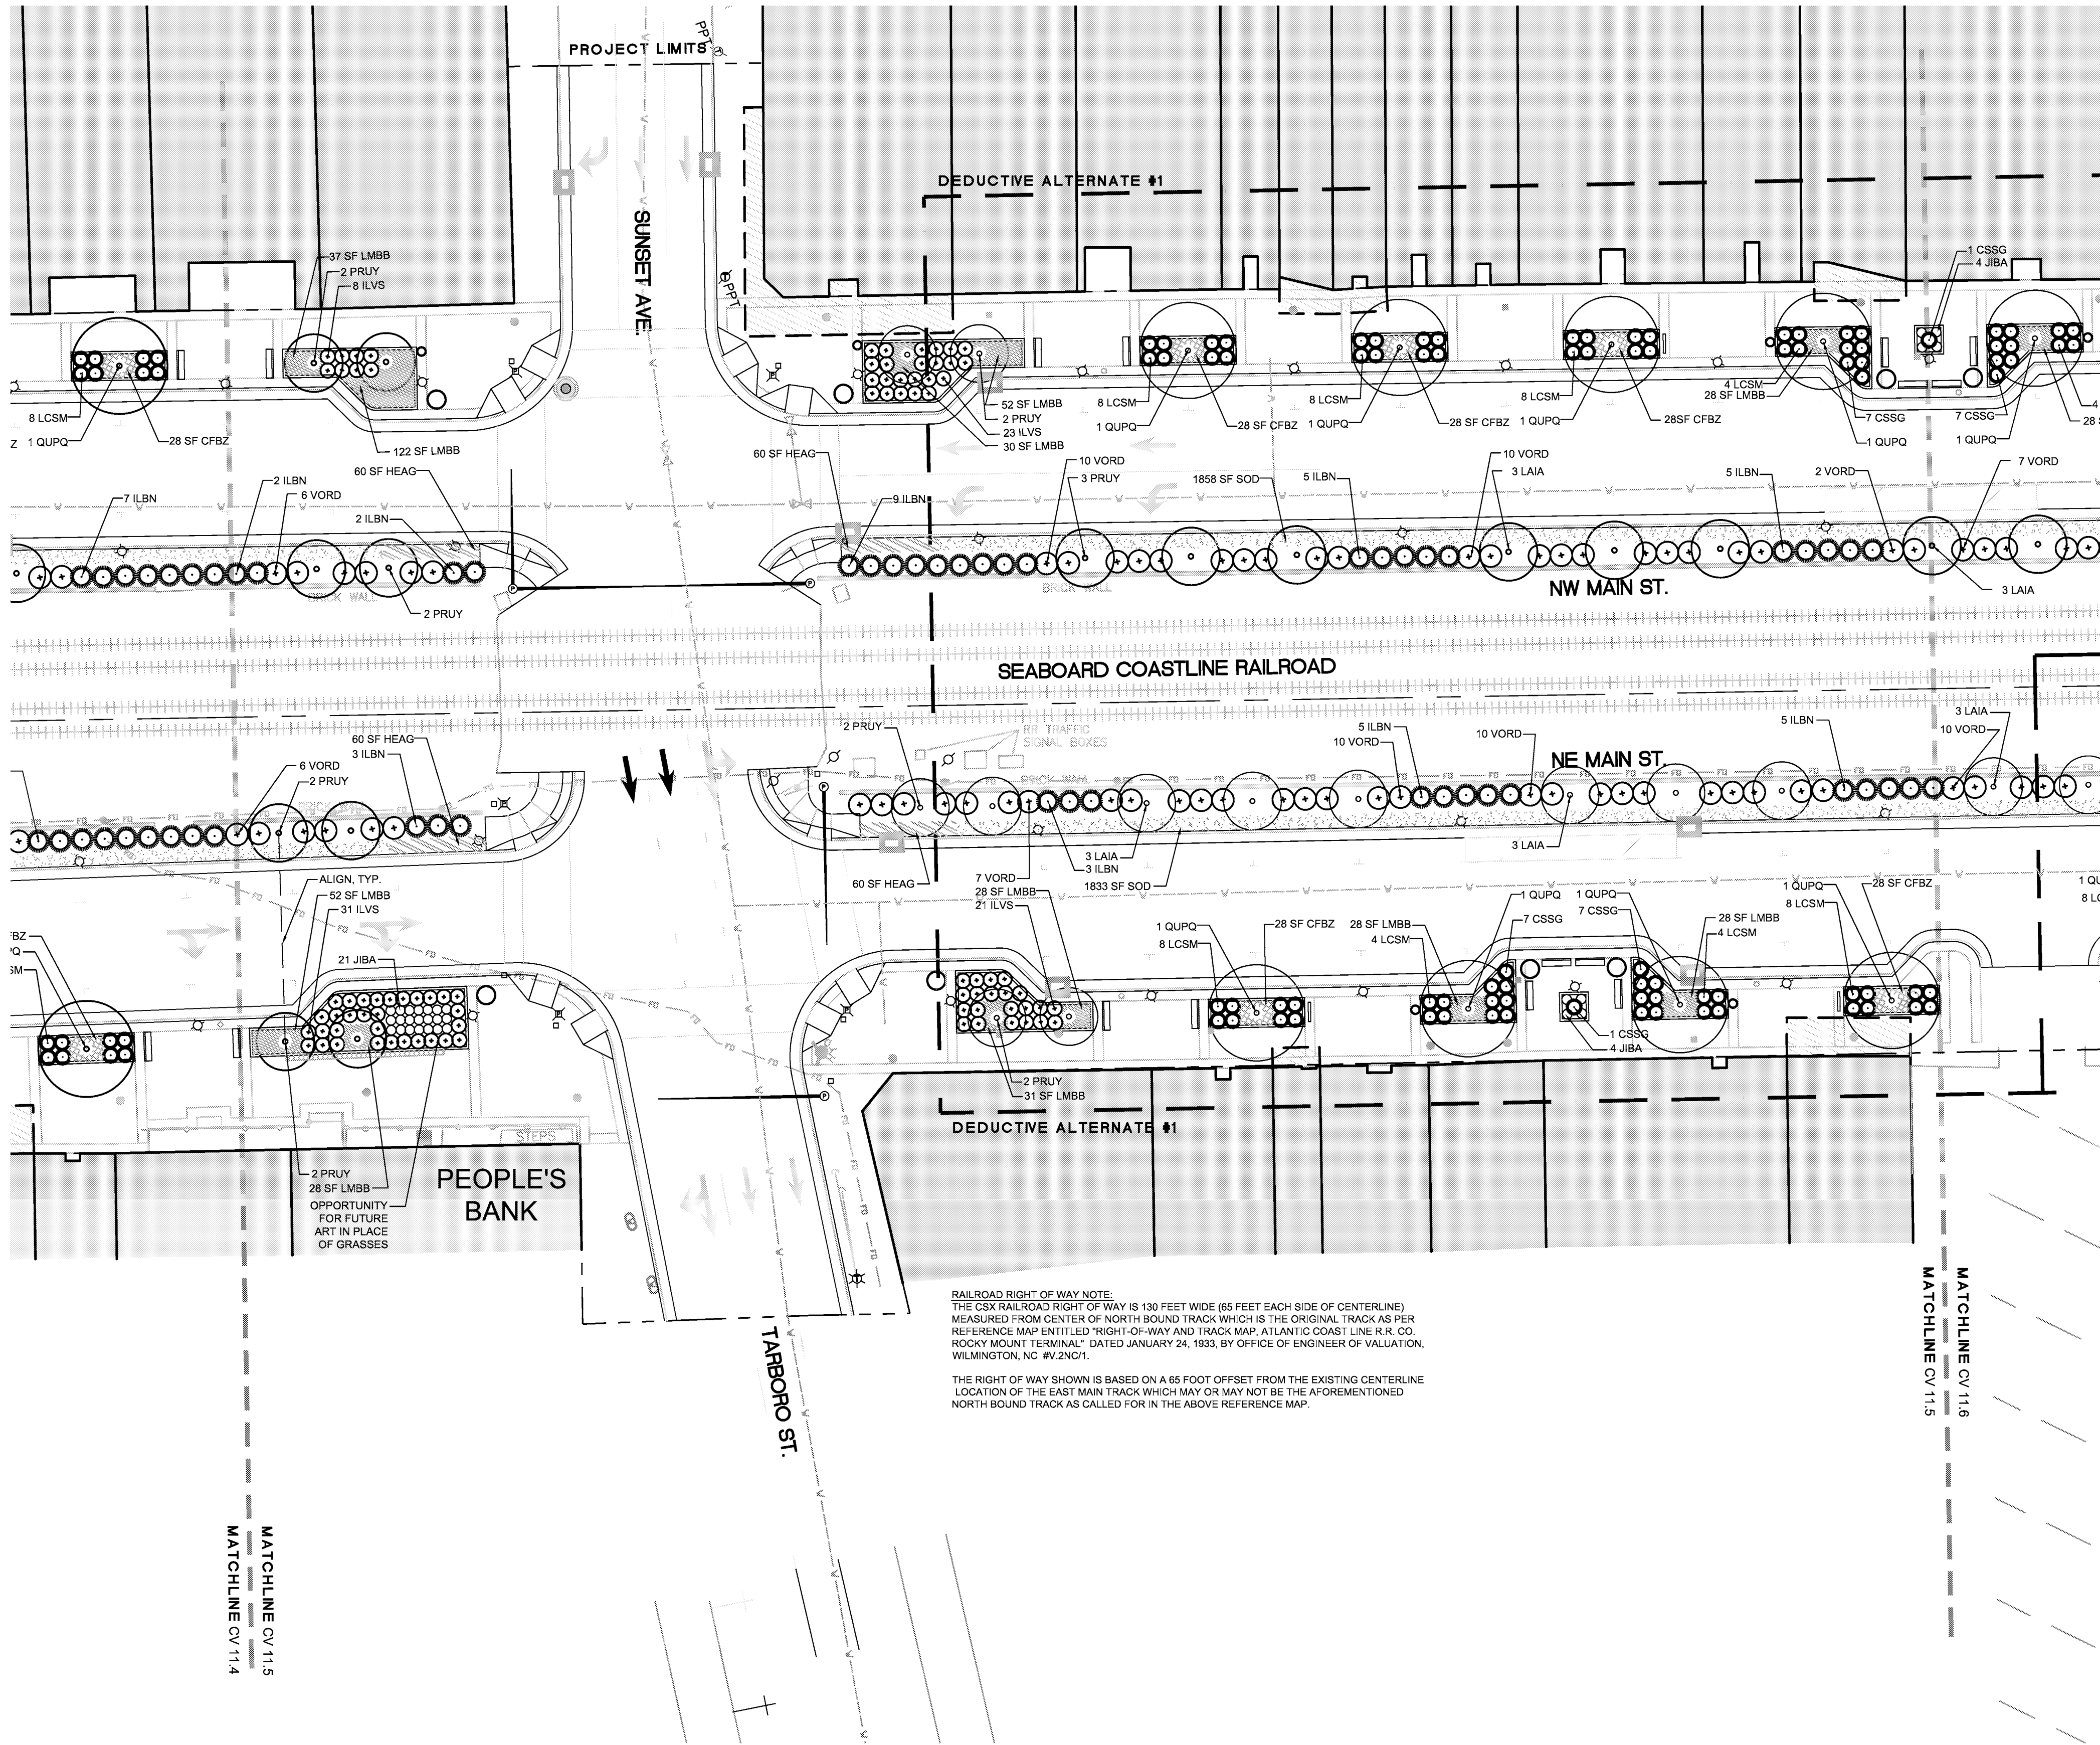 PROJECT LIMITS
PPT
DEDUCTIVE ALTERNATE #1
SUNSET AVE.
PPT
37 SF LMBB
2 PRUY
8 ILVS
1 CSSG
4 JIBA
8 LCSM
1 QUPQ
28 SF CFBZ
122 SF LMBB
52 SF LMBB
2 PRUY
23 ILVS
30 SF LMBB
8 LCSM
1 QUPQ
28 SF CFBZ
8 LCSM
1 QUPQ
28 SF CFBZ
8 LCSM
1 QUPQ
28SF CFBZ
4 LCSM
28 SF LMBB
7 CSSG
1 QUPQ
7 CSSG
1 QUPQ
7 ILBN
2 ILBN
6 VORD
60 SF HEAG
2 ILBN
2 PRUY
BRICK WALL
60 SF HEAG
9 ILBN
10 VORD
3 PRUY
1858 SF SOD
5 ILBN
10 VORD
3 LAIA
5 ILBN
2 VORD
7 VORD
3 LAIA
BRICK WALL
NW MAIN ST.
SEABOARD COASTLINE RAILROAD
60 SF HEAG
3 ILBN
6 VORD
2 PRUY
BRICK WALL
2 PRUY
RR TRAFFIC
SIGNAL BOXES
BRICK WALL
5 ILBN
10 VORD
10 VORD
NE MAIN ST.
5 ILBN
3 LAIA
10 VORD
3 LAIA
3 ILBN
3 LAIA
60 SF HEAG
7 VORD
28 SF LMBB
21 ILVS
1833 SF SOD
ALIGN, TYP.
52 SF LMBB
31 ILVS
21 JIBA
1 QUPQ
8 LCSM
28 SF CFBZ
28 SF LMBB
4 LCSM
1 QUPQ
7 CSSG
1 QUPQ
7 CSSG
28 SF LMBB
4 LCSM
1 QUPQ
8 LCSM
28 SF CFBZ
1 CSSG
4 JIBA
2 PRUY
31 SF LMBB
DEDUCTIVE ALTERNATE #1
STEPS
2 PRUY
28 SF LMBB
OPPORTUNITY
FOR FUTURE
ART IN PLACE
OF GRASSES
PEOPLE'S
BANK
RAILROAD RIGHT OF WAY NOTE:
THE CSX RAILROAD RIGHT OF WAY IS 130 FEET WIDE (65 FEET EACH SIDE OF CENTERLINE)
MEASURED FROM CENTER OF NORTH BOUND TRACK WHICH IS THE ORIGINAL TRACK AS PER
REFERENCE MAP ENTITLED "RIGHT-OF-WAY AND TRACK MAP, ATLANTIC COAST LINE R.R. CO.
ROCKY MOUNT TERMINAL" DATED JANUARY 24, 1933, BY OFFICE OF ENGINEER OF VALUATION,
WILMINGTON, NC #V.2NC/1.
THE RIGHT OF WAY SHOWN IS BASED ON A 65 FOOT OFFSET FROM THE EXISTING CENTERLINE
LOCATION OF THE EAST MAIN TRACK WHICH MAY OR MAY NOT BE THE AFOREMENTIONED
NORTH BOUND TRACK AS CALLED FOR IN THE ABOVE REFERENCE MAP.
TARBORO ST.
MATCHLINE CV 11.5
MATCHLINE CV 11.6
MATCHLINE CV 11.4
MATCHLINE CV 11.5